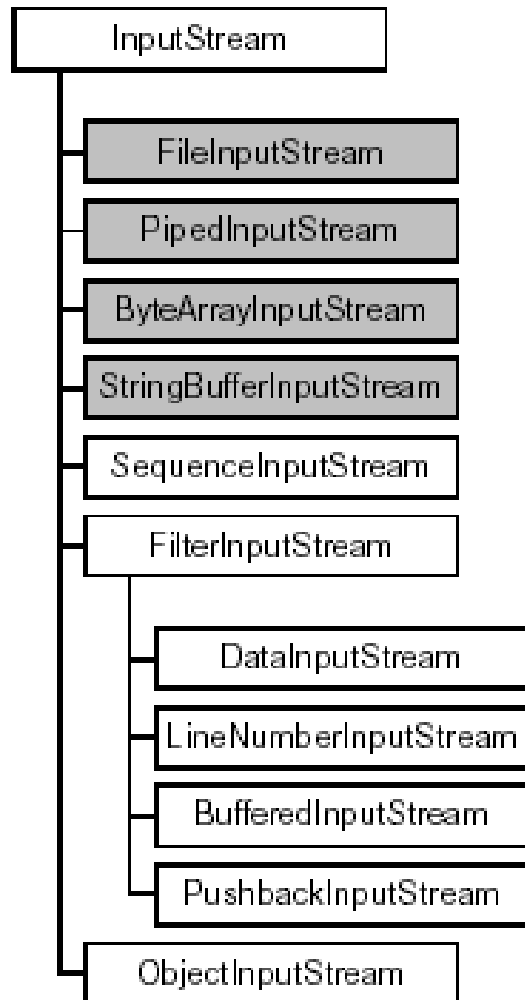 InputStream
FileInputStream
PipedInputStream
ByteArrayInputStream
StringBufferInputStream
SequenceInputStream
FilterInputStream
DataInputStream
LineNumberInputStream
BufferedInputStream
PushbackInputStream
ObjectInputStream